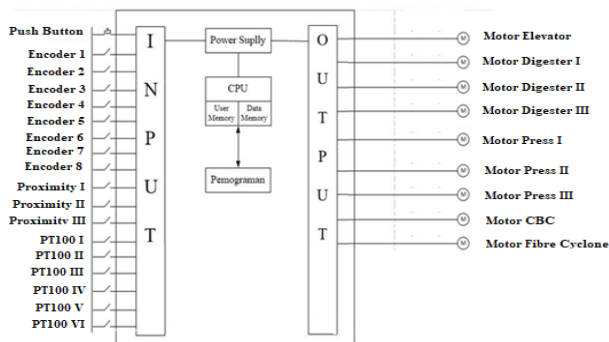 Push Button
Encoder 1
Encoder 2
Encoder 3
Encoder 4
Encoder 5
Encoder 6
Encoder 7
Encoder 8
Proximity I
Proximity II
Proximity III
PT100 I
PT100 II
PT100 III
PT100 IV
PT100 V
PT100 VI
I
N
P
U
T
Power Suplly
CPU
User Data
Memory Memory
Pemograman
O
U
T
P
U
T
M Motor Elevator
M Motor Digester I
M Motor Digester II
M Motor Digester III
M Motor Press I
M Motor Press II
M Motor Press III
M Motor CBC
M Motor Fibre Cyclone